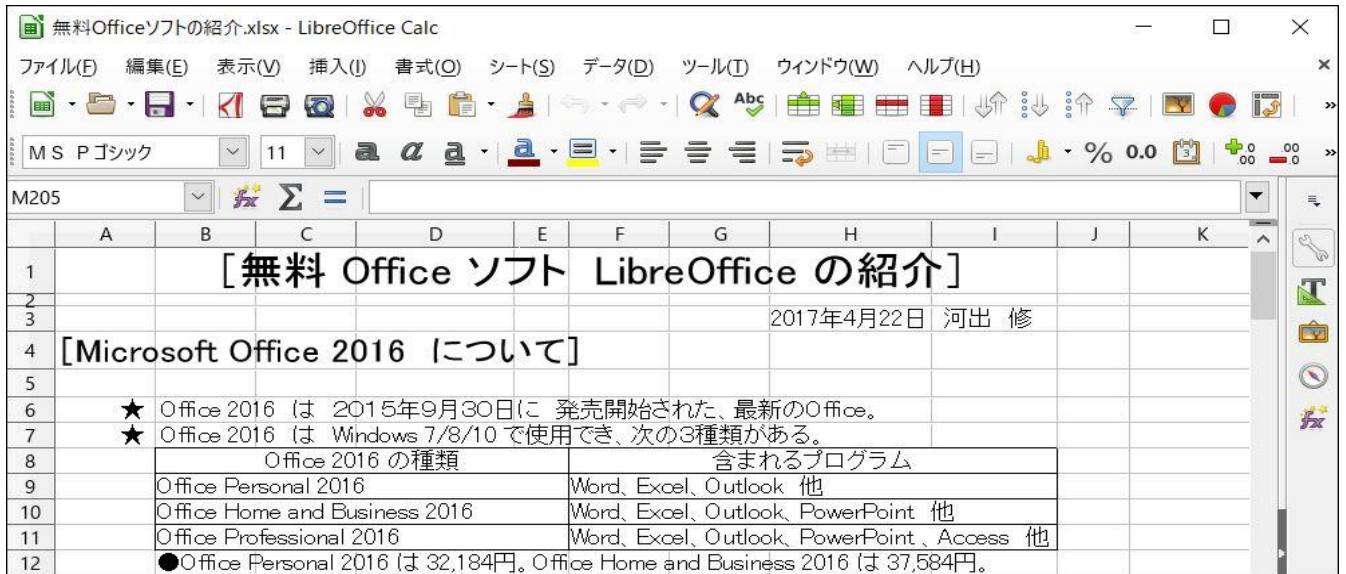 無料Officeソフトの紹介.xlsx - LibreOffice Calc
ファイル(F) 編集(E) 表示(V) 挿入(I) 書式(O) シート(S) データ(D) ツール(T) ウィンドウ(W) ヘルプ(H)
Abc
ＭＳ Ｐゴシック 11 a a a a % 0.0 .00 .00 .0
M205 fx Σ =
A B C D E F G H I J K
1 [無料 Office ソフト LibreOffice の紹介]
2
3 2017年4月22日 河出 修
4 [Microsoft Office 2016 について]
5
6 ★ Office 2016 は 2015年9月30日に 発売開始された、最新のOffice。
7 ★ Office 2016 は Windows 7/8/10 で使用でき、次の3種類がある。
8 Office 2016 の種類 含まれるプログラム
9 Office Personal 2016 Word、Excel、Outlook 他
10 Office Home and Business 2016 Word、Excel、Outlook、PowerPoint 他
11 Office Professional 2016 Word、Excel、Outlook、PowerPoint 、Access 他
12 ●Office Personal 2016 は 32,184円。Office Home and Business 2016 は 37,584円。